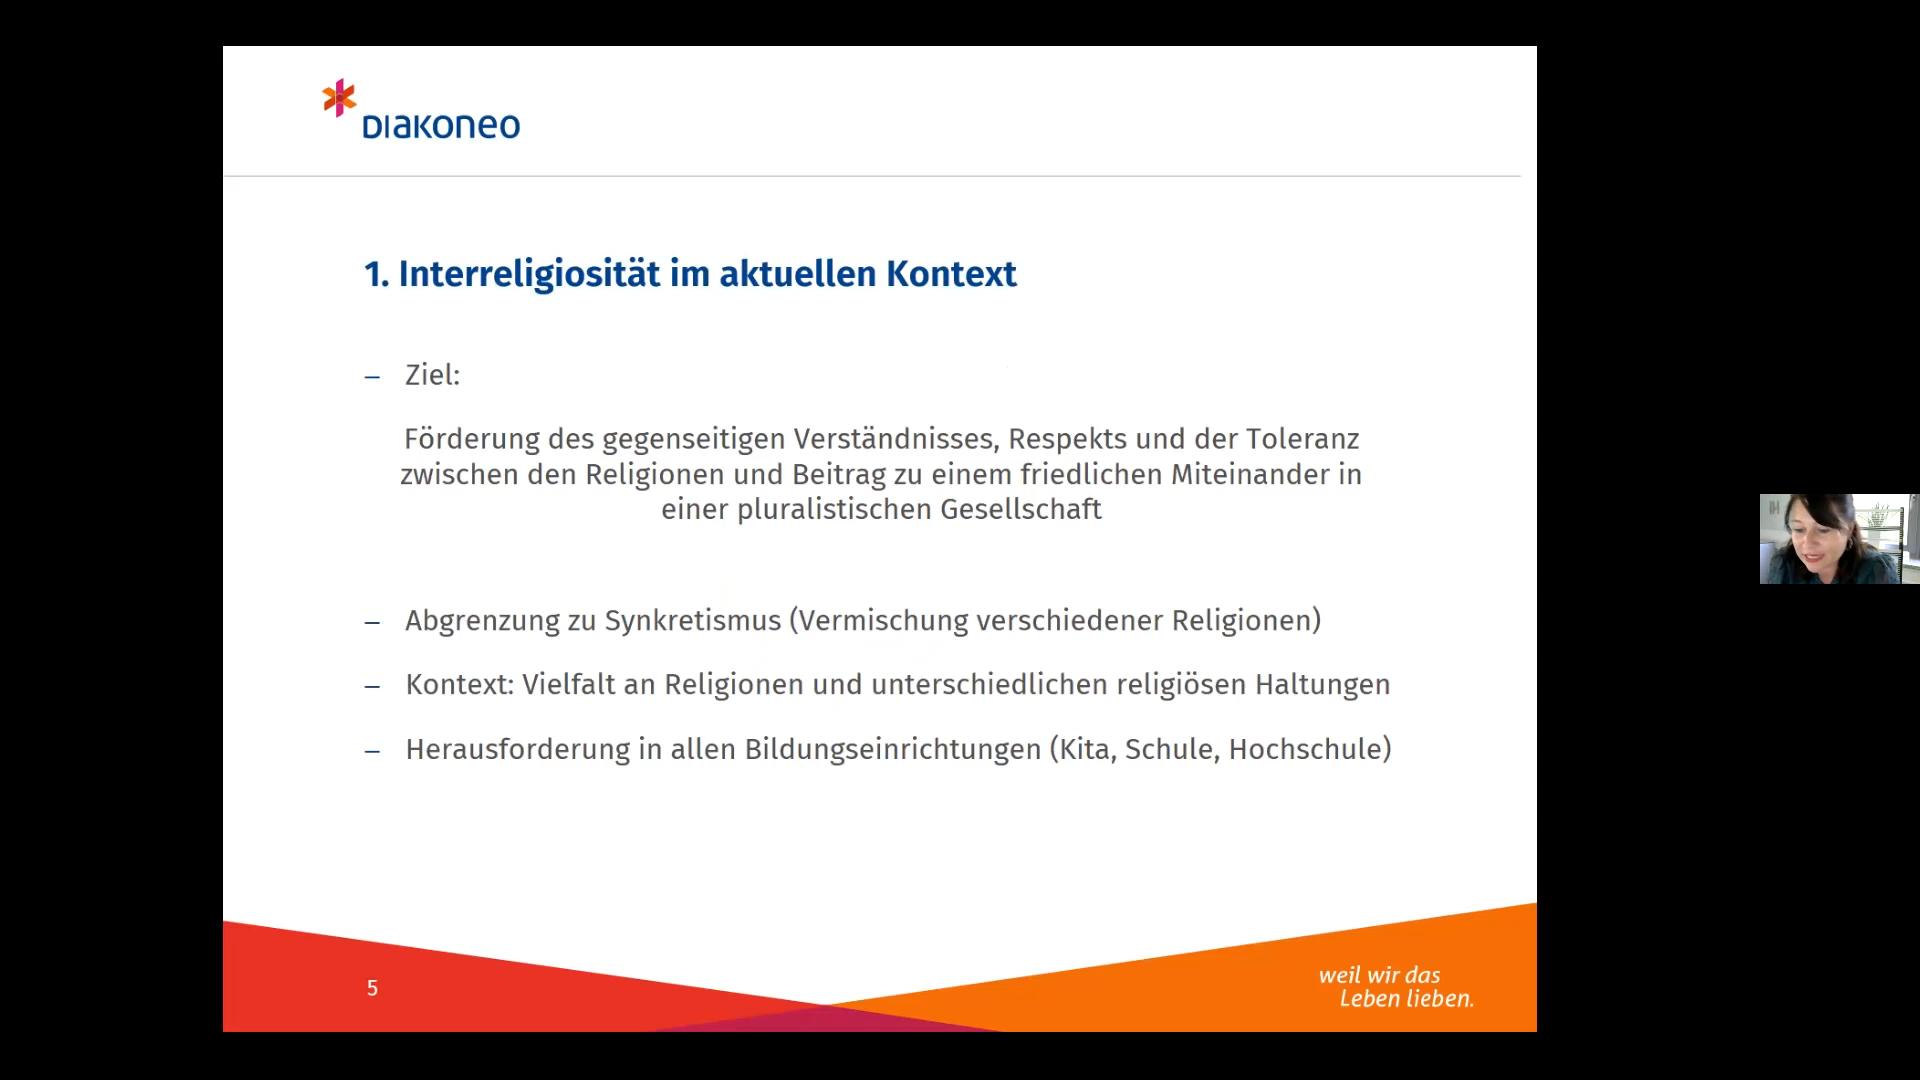 DIAKONEO
1. Interreligiosität im aktuellen Kontext
– Ziel:
Förderung des gegenseitigen Verständnisses, Respekts und der Toleranz
zwischen den Religionen und Beitrag zu einem friedlichen Miteinander in
einer pluralistischen Gesellschaft
– Abgrenzung zu Synkretismus (Vermischung verschiedener Religionen)
– Kontext: Vielfalt an Religionen und unterschiedlichen religiösen Haltungen
– Herausforderung in allen Bildungseinrichtungen (Kita, Schule, Hochschule)
5
weil wir das
Leben lieben.